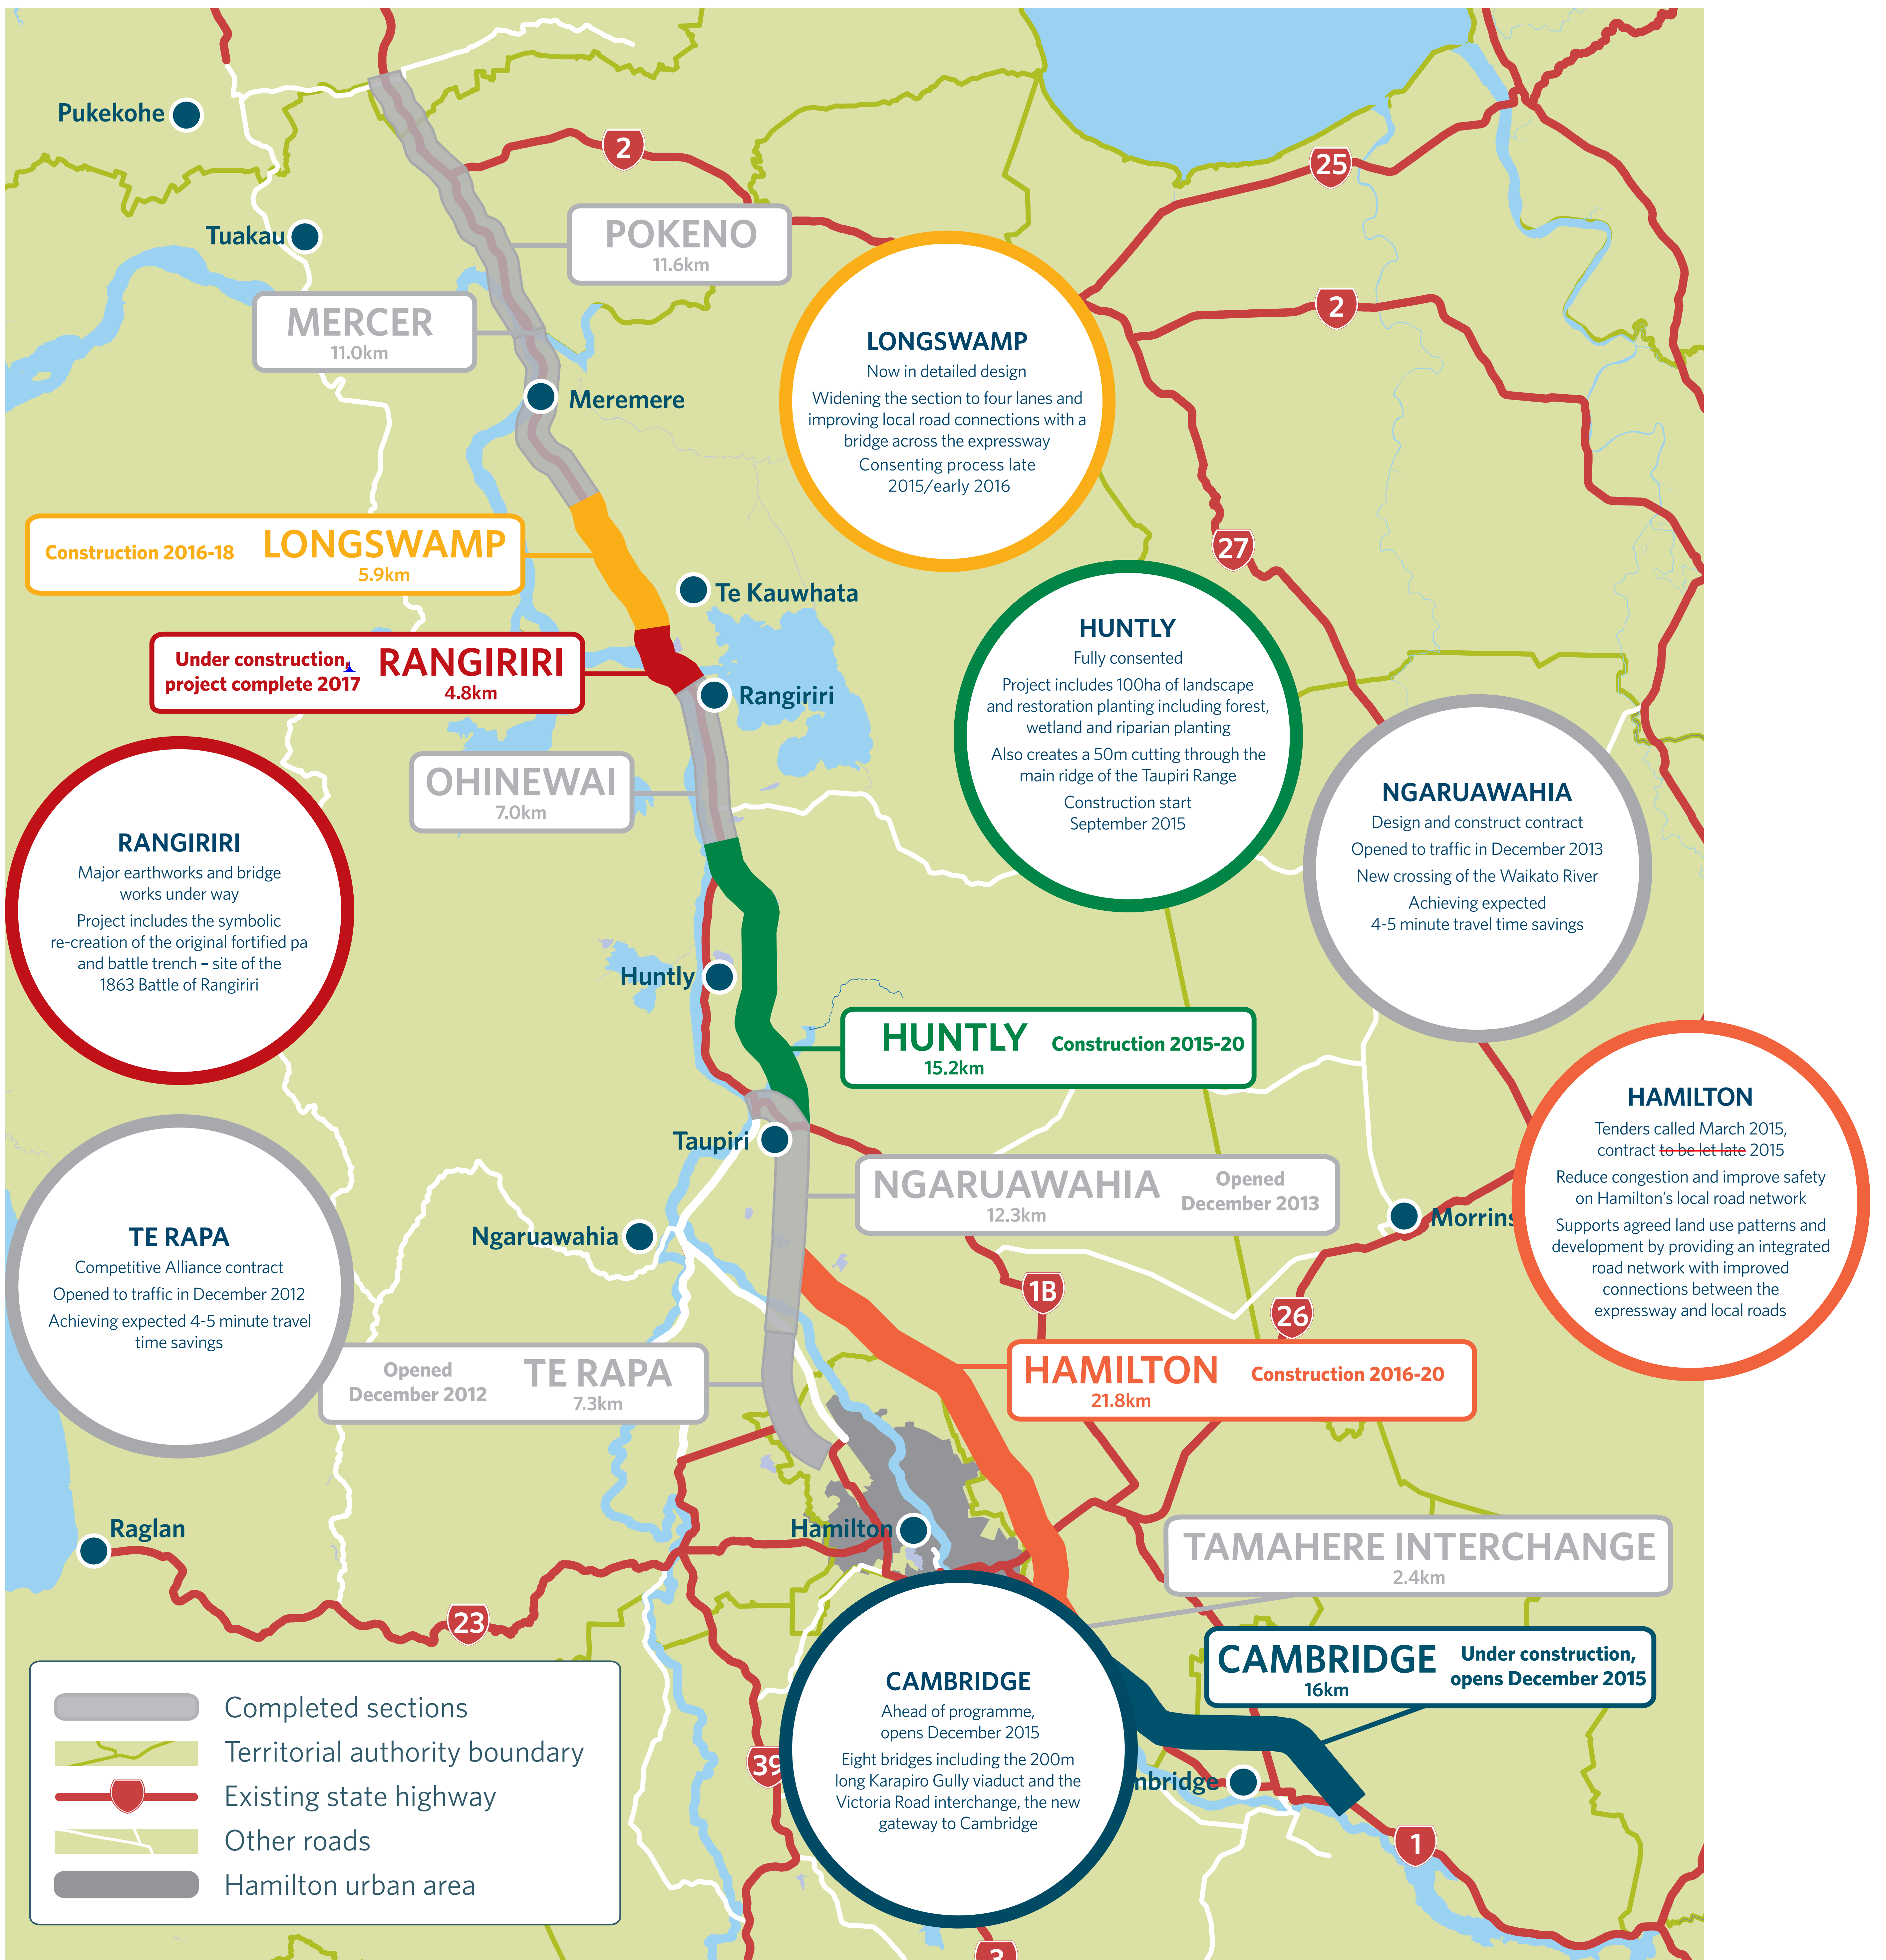 Pukekohe
2
25
Tuakau
POKENO
11.6km
MERCER
11.0km
2
LONGSWAMP
Now in detailed design
Widening the section to four lanes and
improving local road connections with a
bridge across the expressway
Consenting process late
2015/early 2016
Meremere
Construction 2016-18
LONGSWAMP
5.9km
27
Te Kauwhata
HUNTLY
Fully consented
Project includes 100ha of landscape
and restoration planting including forest,
wetland and riparian planting
Also creates a 50m cutting through the
main ridge of the Taupiri Range
Construction start
September 2015
Under construction,
project complete 2017
RANGIRIRI
4.8km
Rangiriri
OHINEWAI
7.0km
NGARUAWAHIA
Design and construct contract
Opened to traffic in December 2013
New crossing of the Waikato River
Achieving expected
4-5 minute travel time savings
RANGIRIRI
Major earthworks and bridge
works under way
Project includes the symbolic
re-creation of the original fortified pa
and battle trench – site of the
1863 Battle of Rangiriri
Huntly
HUNTLY
15.2km
Construction 2015-20
HAMILTON
Tenders called March 2015,
contract to be let late 2015
Reduce congestion and improve safety
on Hamilton's local road network
Supports agreed land use patterns and
development by providing an integrated
road network with improved
connections between the
expressway and local roads
Taupiri
NGARUAWAHIA
12.3km
Opened
December 2013
Morrins
Ngaruawahia
TE RAPA
Competitive Alliance contract
Opened to traffic in December 2012
Achieving expected 4-5 minute travel
time savings
1B
26
Opened
December 2012
TE RAPA
7.3km
HAMILTON
21.8km
Construction 2016-20
Raglan
Hamilton
TAMAHERE INTERCHANGE
2.4km
23
CAMBRIDGE
16km
Under construction,
opens December 2015
CAMBRIDGE
Ahead of programme,
opens December 2015
Eight bridges including the 200m
long Karapiro Gully viaduct and the
Victoria Road interchange, the new
gateway to Cambridge
39
mbridge
1
3
Completed sections
Territorial authority boundary
Existing state highway
Other roads
Hamilton urban area